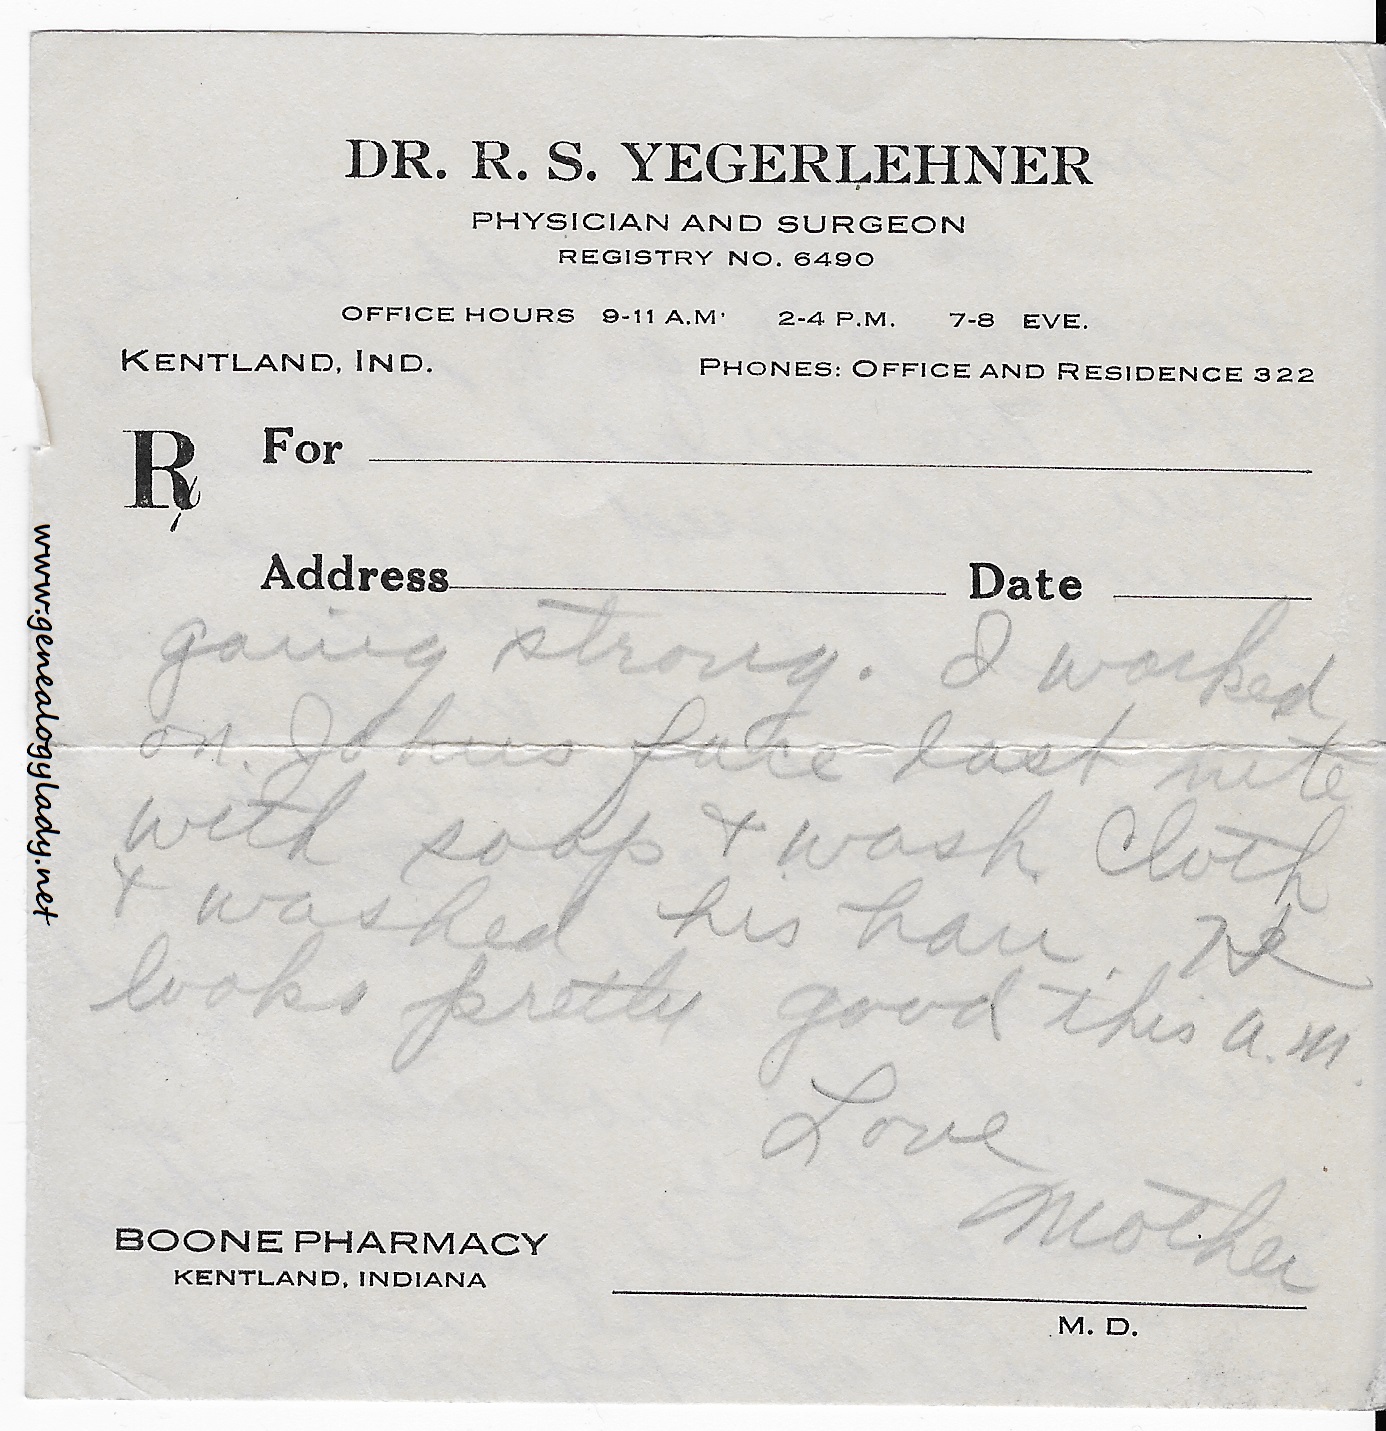 DR. R. S. YEGERLEHNER
PHYSICIAN AND SURGEON
REGISTRY NO. 6490
OFFICE HOURS 9-11 A.M' 2-4 P.M. 7-8 EVE.
KENTLAND, IND. PHONES: OFFICE AND RESIDENCE 322
℞ For
Address Date
going strong. I worked
on Johns face last nite
with soap + wash cloth
+ washed his hair. He
looks pretty good this a.m.
Love
Mother
BOONE PHARMACY
KENTLAND, INDIANA
M. D.
www.genealogylady.net